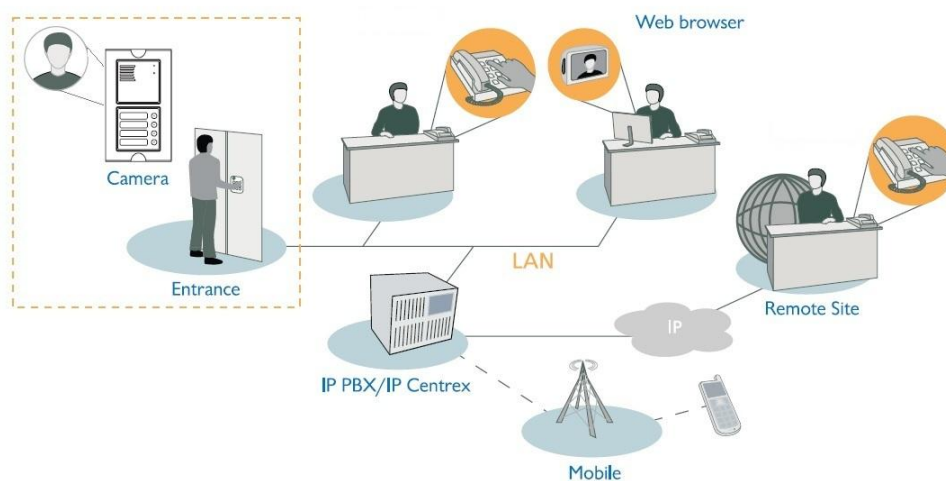 Web browser
Camera
LAN
Entrance
Remote Site
IP
IP PBX/IP Centrex
Mobile